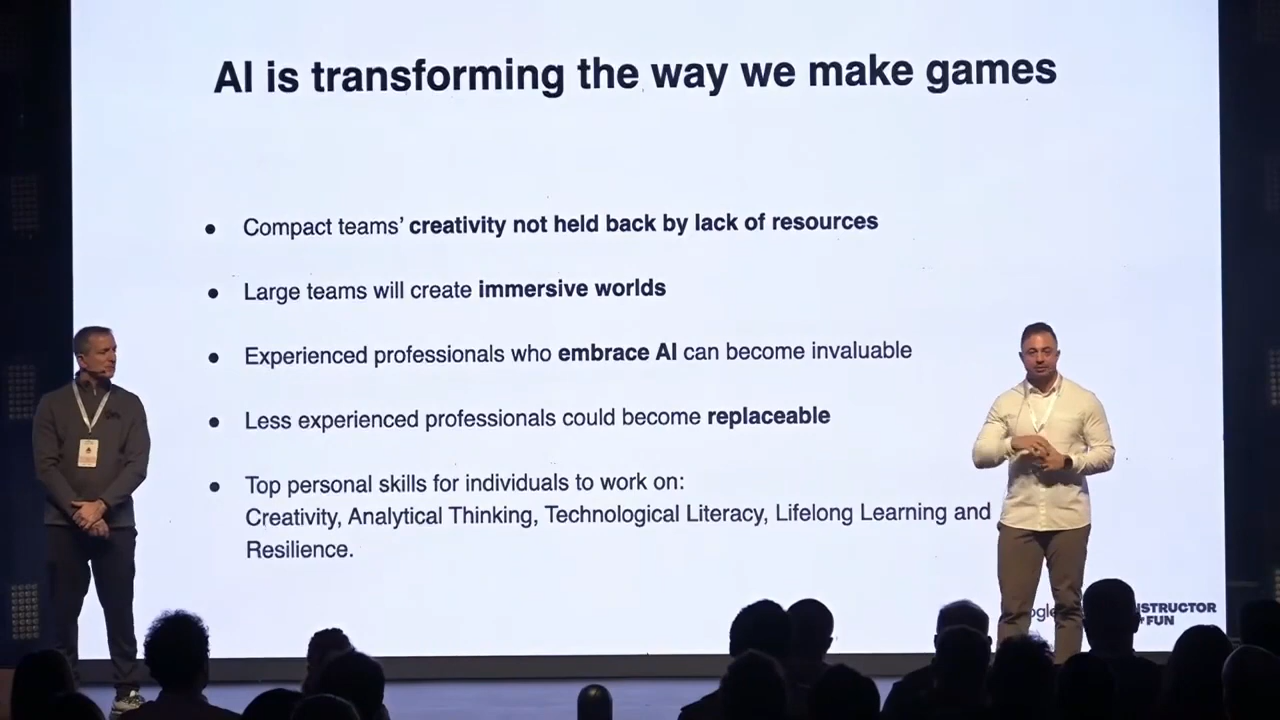 AI is transforming the way we make games
● Compact teams’ creativity not held back by lack of resources
● Large teams will create immersive worlds
● Experienced professionals who embrace AI can become invaluable
● Less experienced professionals could become replaceable
● Top personal skills for individuals to work on:
Creativity, Analytical Thinking, Technological Literacy, Lifelong Learning and
Resilience.
FUN